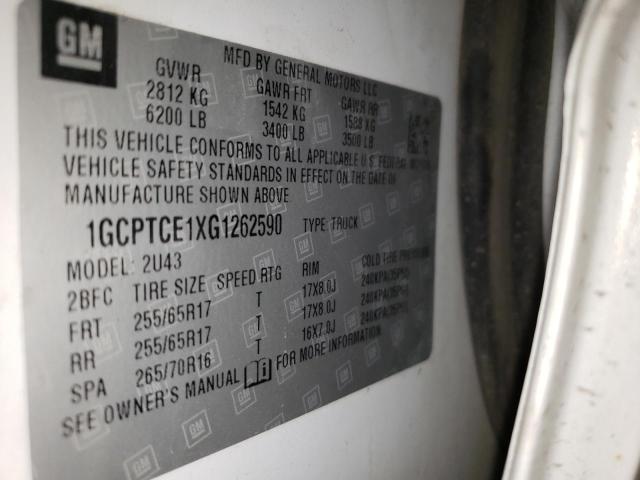 GM
MFD BY GENERAL MOTORS LLC
GVWR GAWR FRT GAWR RR
2812 KG 1542 KG 1588 KG
6200 LB 3400 LB 3500 LB
THIS VEHICLE CONFORMS TO ALL APPLICABLE U.S. FEDERAL
VEHICLE SAFETY STANDARDS IN EFFECT ON THE DATE OF
MANUFACTURE SHOWN ABOVE
1GCPTCE1XG1262590 TYPE: TRUCK
MODEL: 2U43
2BFC TIRE SIZE SPEED RTG RIM COLD TIRE PRESSURE
FRT 255/65R17 T 17X8.0J 240KPA(35PSI)
RR 255/65R17 T 17X8.0J 240KPA(35PSI)
SPA 265/70R16 T 16X7.0J 240KPA(35PSI)
SEE OWNER'S MANUAL FOR MORE INFORMATION